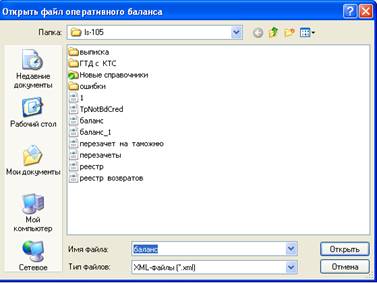 Открыть файл оперативного баланса
Папка:
ls-105
Недавние документы
Рабочий стол
Мои документы
Мой компьютер
Сетевое
выписка
ГТД с КТС
Новые справочники
ошибки
1
TpNotBdCred
баланс
баланс_1
перезачет на таможню
перезачеты
реестр
реестр возвратов
Имя файла:
баланс
Открыть
Тип файлов:
XML-файлы (*.xml)
Отмена